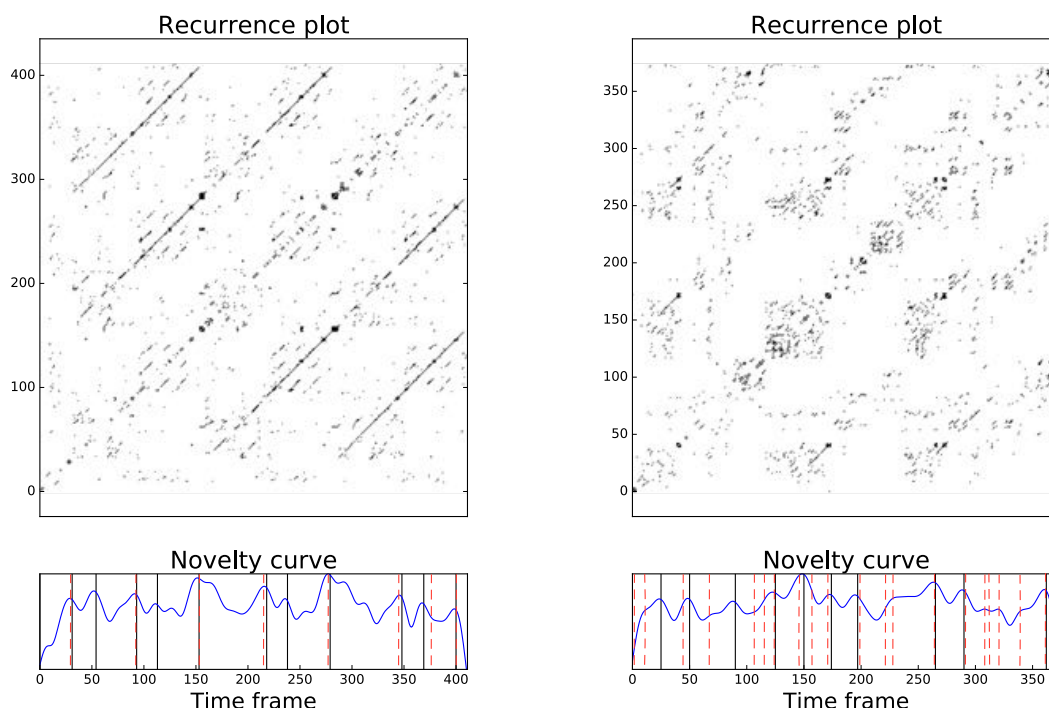 Recurrence plot
400
300
200
100
0
Novelty curve
0 50 100 150 200 250 300 350 400
Time frame
Recurrence plot
350
300
250
200
150
100
50
0
Novelty curve
0 50 100 150 200 250 300 350
Time frame